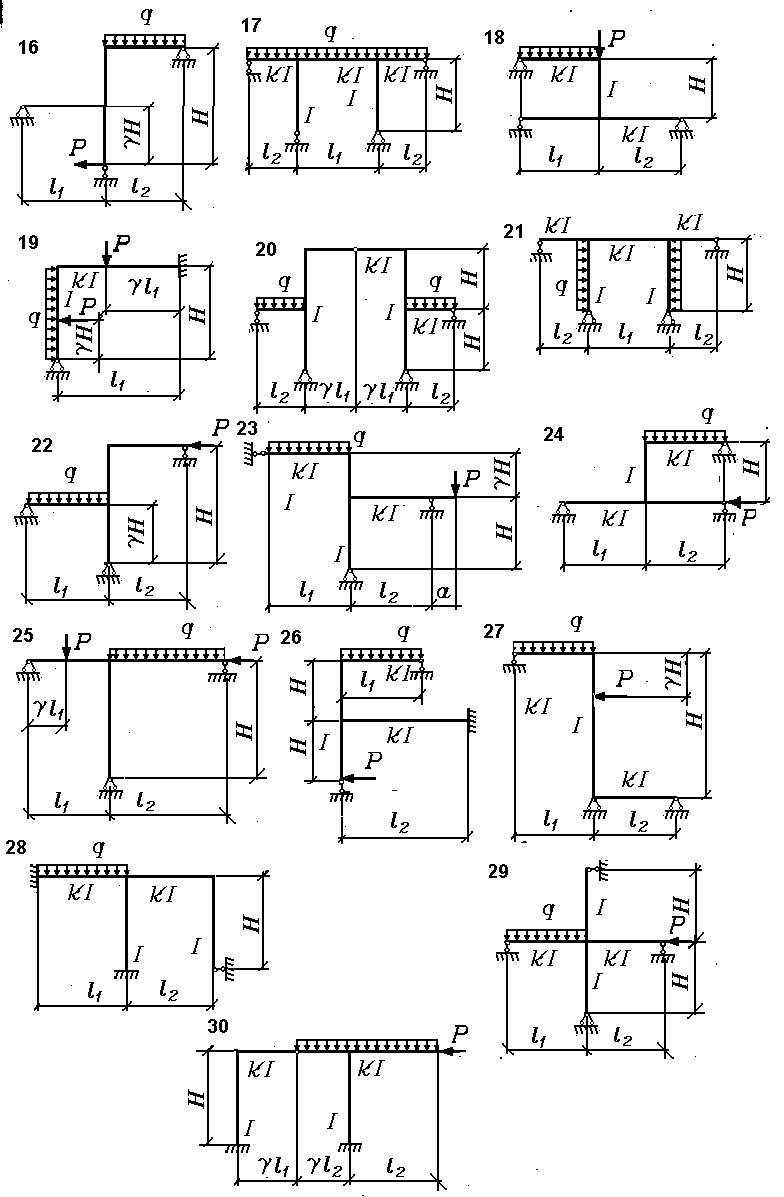 16
q
γH
H
P
l₁
l₂
17
q
kI
kI
kI
I
I
H
l₂
l₁
l₂
18
P
q
kI
I
H
kI
l₁
l₂
19
P
kI
I
γl₁
q
P
γH
H
l₁
20
kI
q
q
I
I
kI
H
H
l₂
γl₁
γl₁
l₂
21
kI
kI
kI
q
I
I
H
l₂
l₁
l₂
22
P
q
γH
H
l₁
l₂
23
q
kI
I
P
γH
kI
H
I
l₁
l₂
a
24
q
I
kI
H
P
kI
l₁
l₂
25
P
q
P
γl₁
H
l₁
l₂
26
q
H
l₁
kI
kI
H
I
P
l₂
27
q
γH
P
kI
I
H
kI
l₁
l₂
28
q
kI
kI
H
I
I
l₁
l₂
29
q
I
H
P
kI
kI
I
H
l₁
l₂
30
P
kI
kI
H
I
I
γl₁
γl₂
l₂